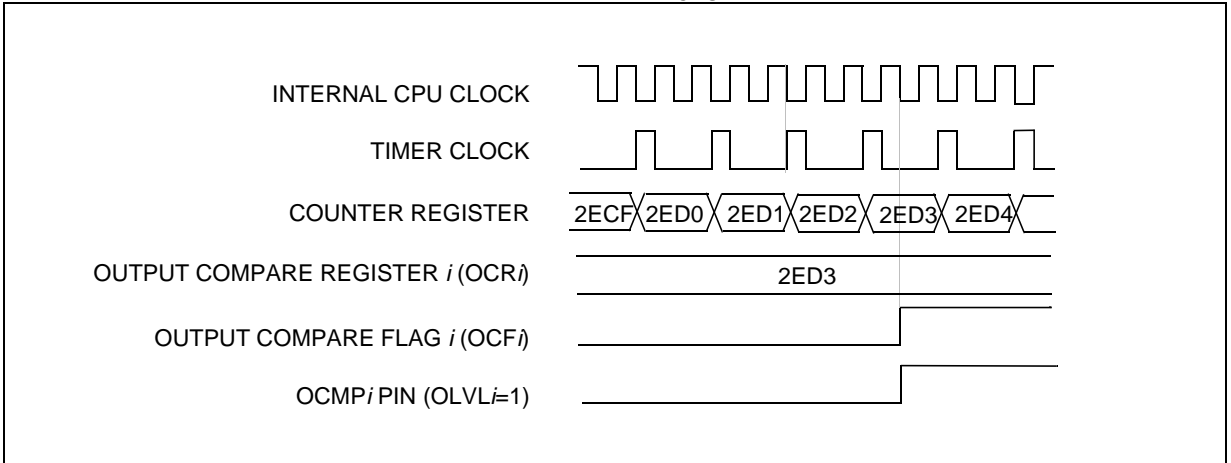 INTERNAL CPU CLOCK
TIMER CLOCK
COUNTER REGISTER 2ECF 2ED0 2ED1 2ED2 2ED3 2ED4
OUTPUT COMPARE REGISTER i (OCRi) 2ED3
OUTPUT COMPARE FLAG i (OCFi)
OCMPi PIN (OLVLi=1)